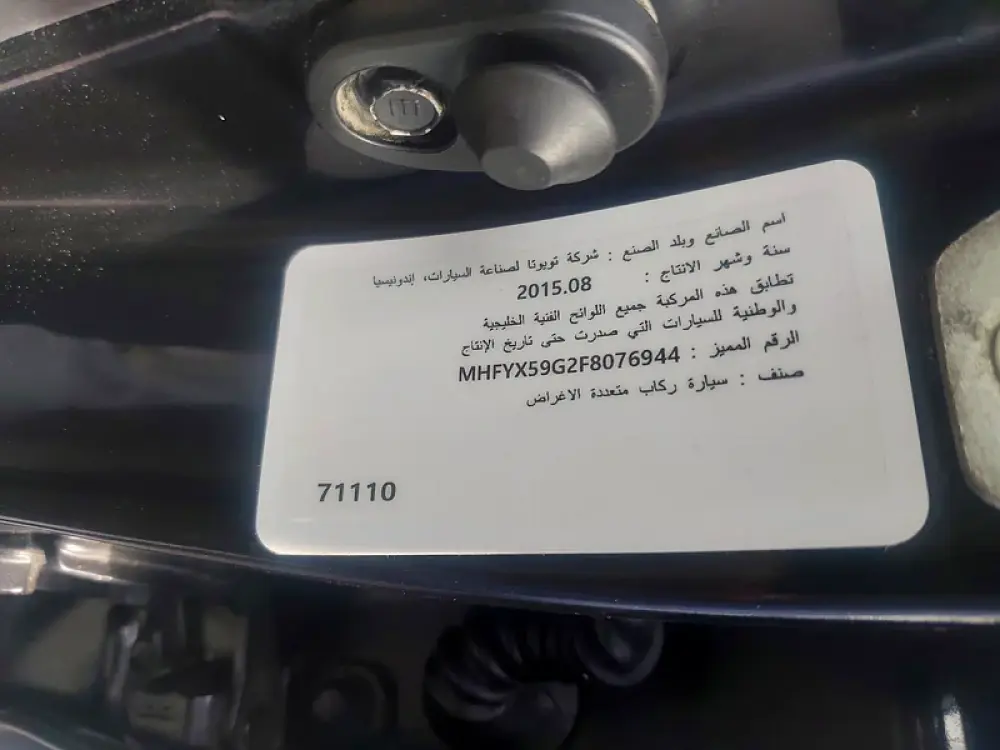 اسم الصانع وبلد الصنع : شركة تويوتا لصناعة السيارات، إندونيسيا
سنة وشهر الانتاج : 2015.08
تطابق هذه المركبة جميع اللوائح الفنية الخليجية
والوطنية للسيارات التي صدرت حتى تاريخ الإنتاج
الرقم المميز : MHFYX59G2F8076944
صنف : سيارة ركاب متعددة الاغراض
71110